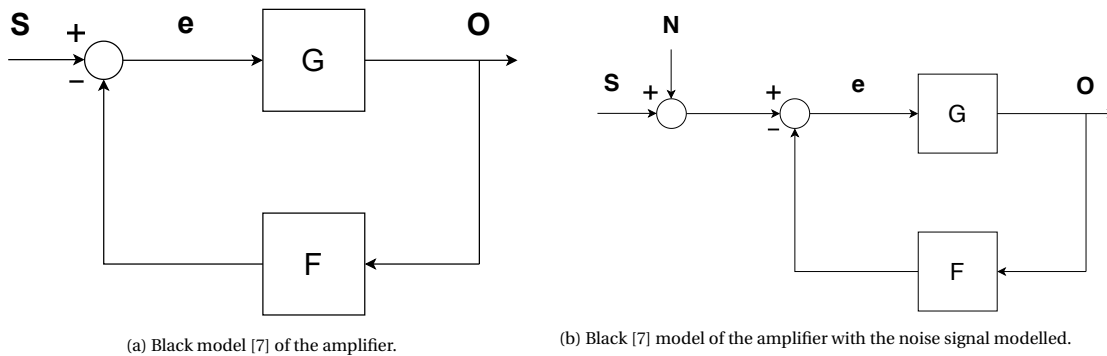 S
+
−
e
G
O
F
(a) Black model [7] of the amplifier.
N
S
+
+
−
e
G
O
F
(b) Black [7] model of the amplifier with the noise signal modelled.